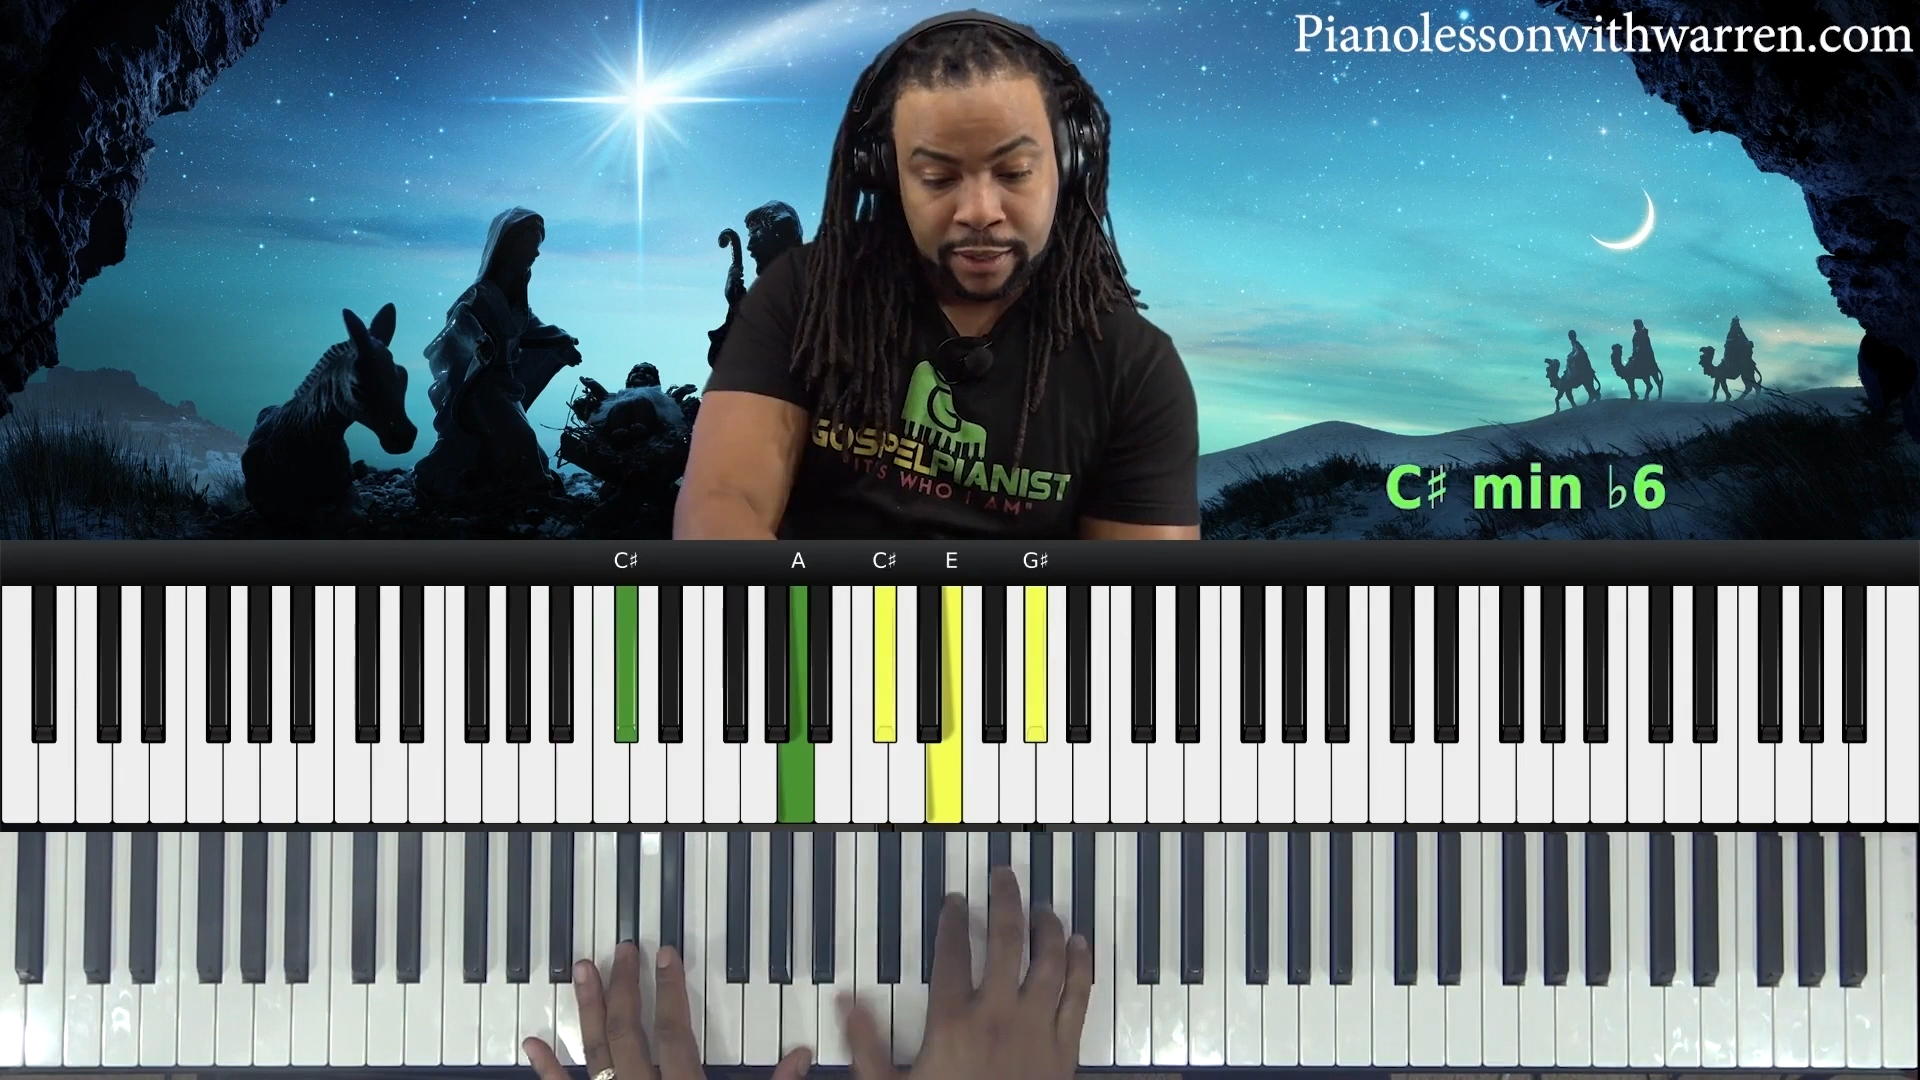 Pianolessonwithwarren.com
GOSPELPIANIST
"IT'S WHO I AM"
C♯ min ♭6
C♯ A C♯ E G♯